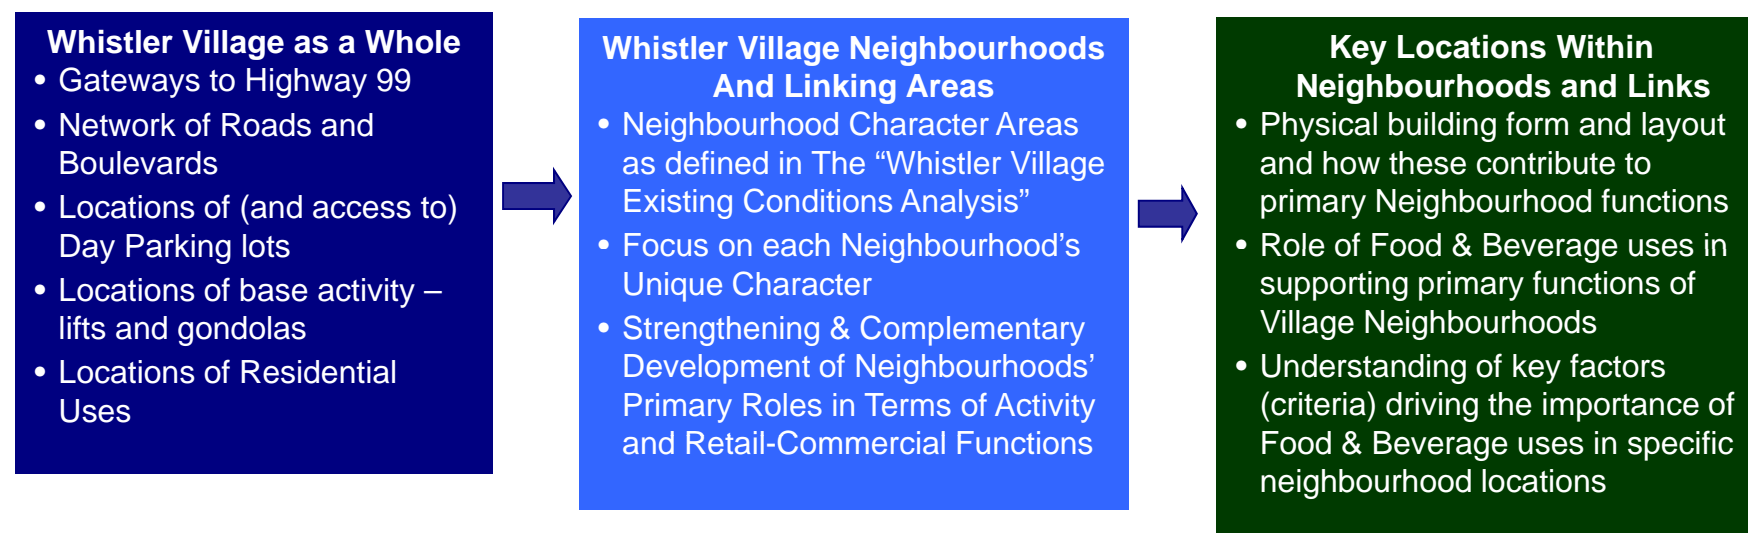 Whistler Village as a Whole
• Gateways to Highway 99
• Network of Roads and
Boulevards
• Locations of (and access to)
Day Parking lots
• Locations of base activity –
lifts and gondolas
• Locations of Residential
Uses
Whistler Village Neighbourhoods
And Linking Areas
• Neighbourhood Character Areas
as defined in The “Whistler Village
Existing Conditions Analysis”
• Focus on each Neighbourhood’s
Unique Character
• Strengthening & Complementary
Development of Neighbourhoods’
Primary Roles in Terms of Activity
and Retail-Commercial Functions
Key Locations Within
Neighbourhoods and Links
• Physical building form and layout
and how these contribute to
primary Neighbourhood functions
• Role of Food & Beverage uses in
supporting primary functions of
Village Neighbourhoods
• Understanding of key factors
(criteria) driving the importance of
Food & Beverage uses in specific
neighbourhood locations